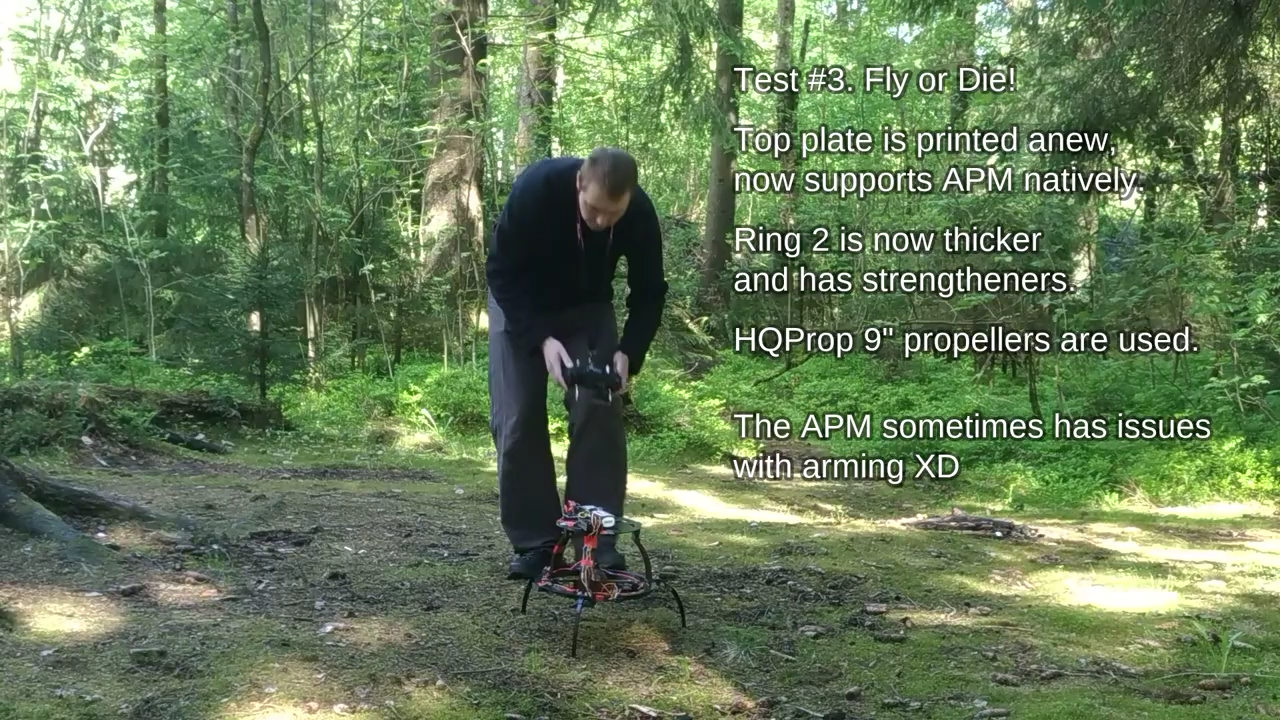 Test #3. Fly or Die!
Top plate is printed anew,
now supports APM natively.
Ring 2 is now thicker
and has strengtheners.
HQProp 9" propellers are used.
The APM sometimes has issues
with arming XD